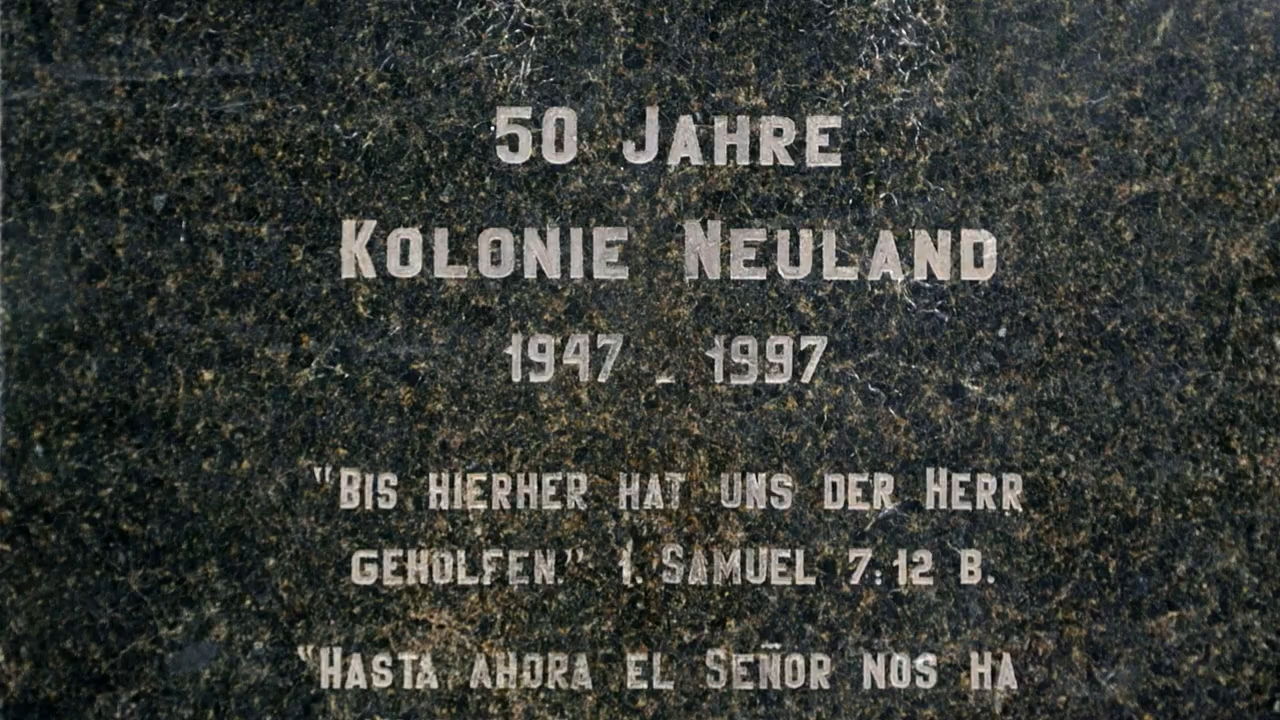 50 JAHRE
KOLONIE NEULAND
1947 - 1997
"BIS HIERHER HAT UNS DER HERR
GEHOLFEN." 1. SAMUEL 7:12 B.
"HASTA AHORA EL SEÑOR NOS HA